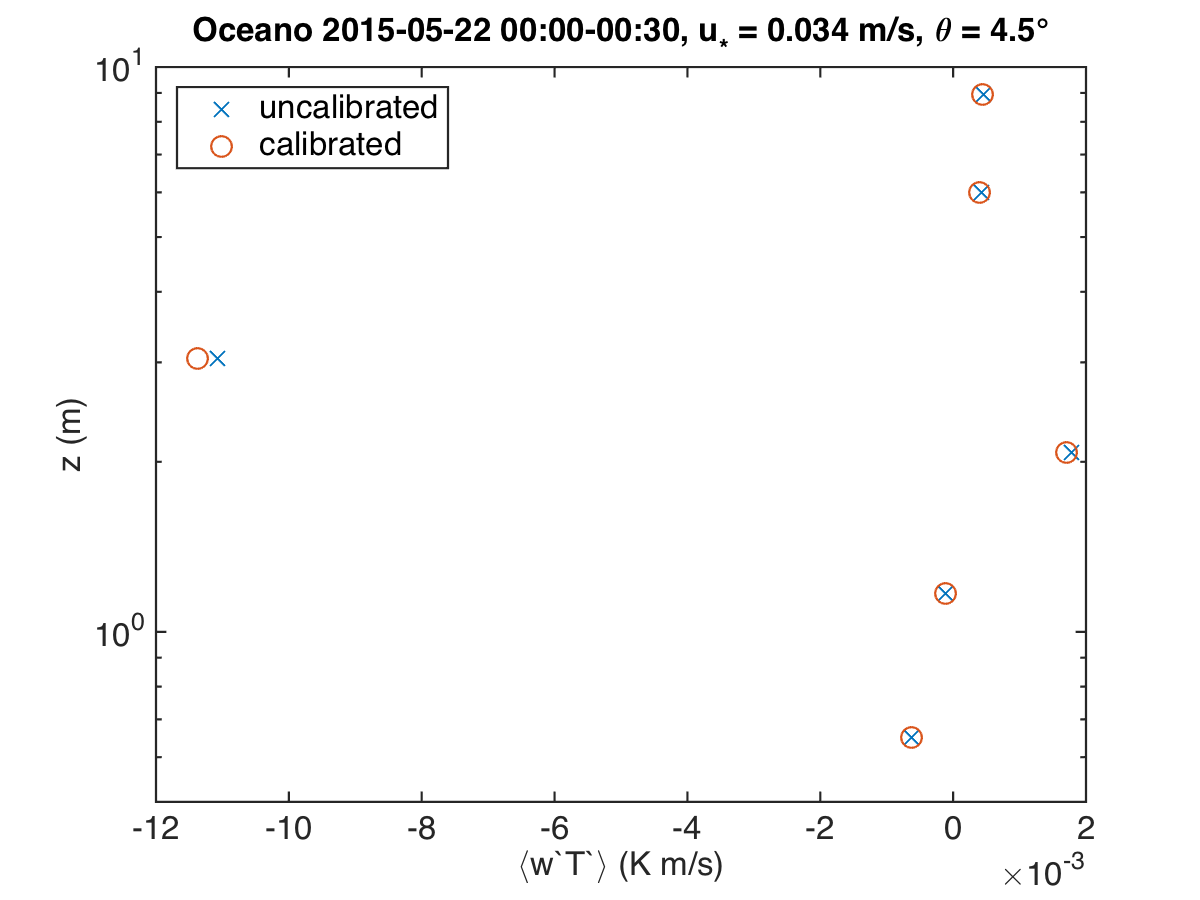 Oceano 2015-05-22 00:00-00:30, u* = 0.034 m/s, θ = 4.5°
10^1
uncalibrated
calibrated
z (m)
10^0
-12 -10 -8 -6 -4 -2 0 2
⟨w`T`⟩ (K m/s)
×10^-3